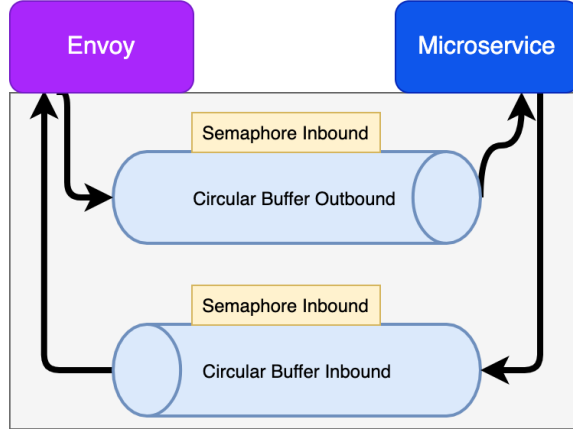 Envoy
Microservice
Semaphore Inbound
Circular Buffer Outbound
Semaphore Inbound
Circular Buffer Inbound